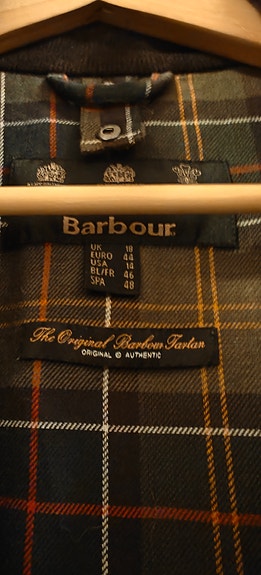 Barbour
UK 18
EURO 44
USA 14
BL/FR 46
SPA 48
The Original Barbour Tartan
ORIGINAL & AUTHENTIC